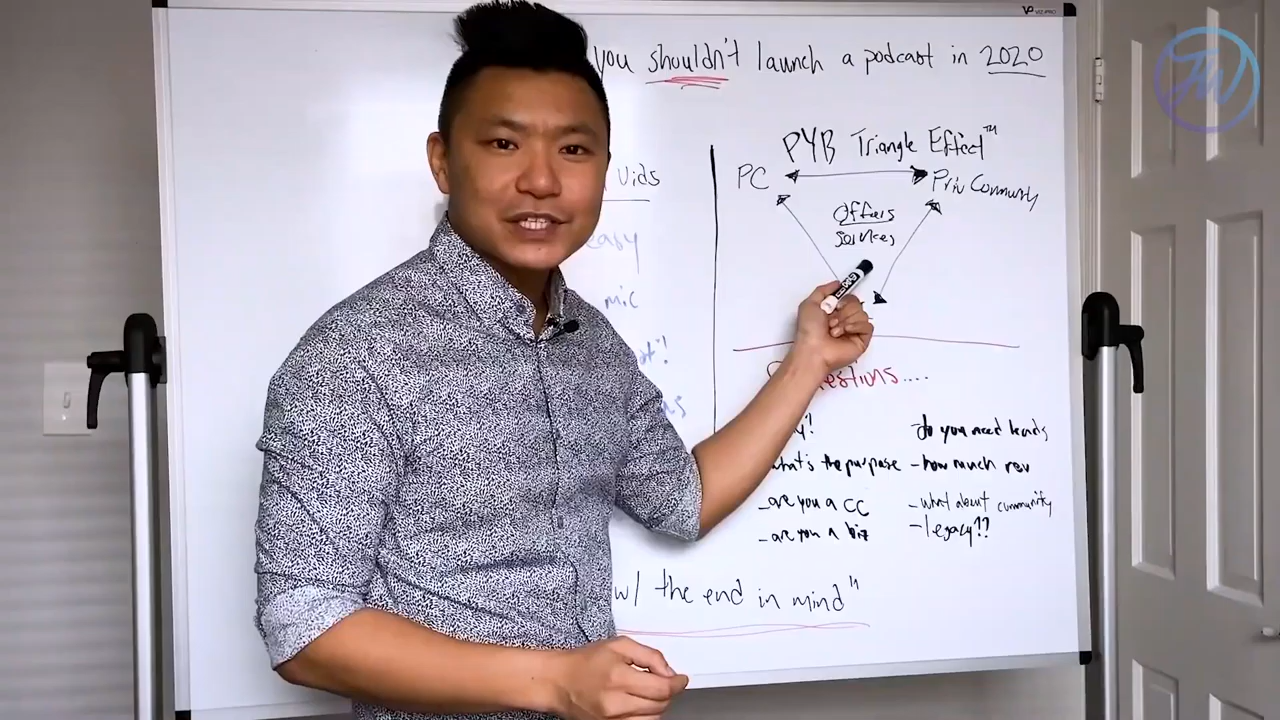 you shouldn't launch a podcast in 2020
PYB Triangle Effect™
PC
Priv Community
Offers
services
Vids
easy
mic
- do you need leads
what's the purpose
- how much rev
- are you a CC
- what about community
- are you a biz
- legacy??
w/ the end in mind"
VIZ-PRO